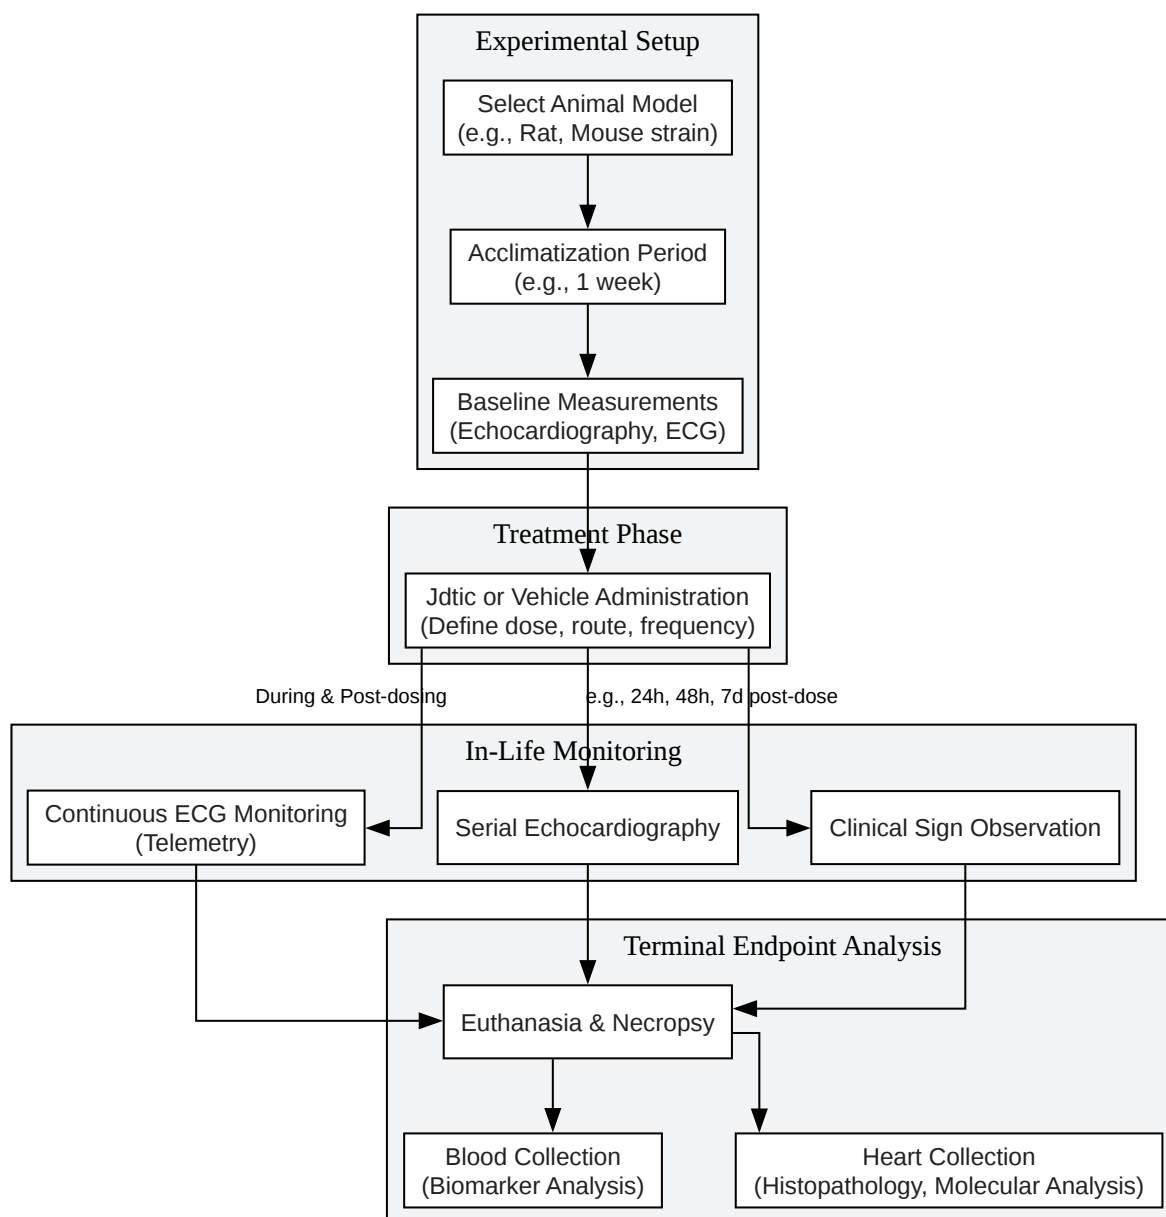 Experimental Setup
Select Animal Model
(e.g., Rat, Mouse strain)
Acclimatization Period
(e.g., 1 week)
Baseline Measurements
(Echocardiography, ECG)
Treatment Phase
Jdtic or Vehicle Administration
(Define dose, route, frequency)
During & Post-dosing
e.g., 24h, 48h, 7d post-dose
In-Life Monitoring
Continuous ECG Monitoring
(Telemetry)
Serial Echocardiography
Clinical Sign Observation
Terminal Endpoint Analysis
Euthanasia & Necropsy
Blood Collection
(Biomarker Analysis)
Heart Collection
(Histopathology, Molecular Analysis)